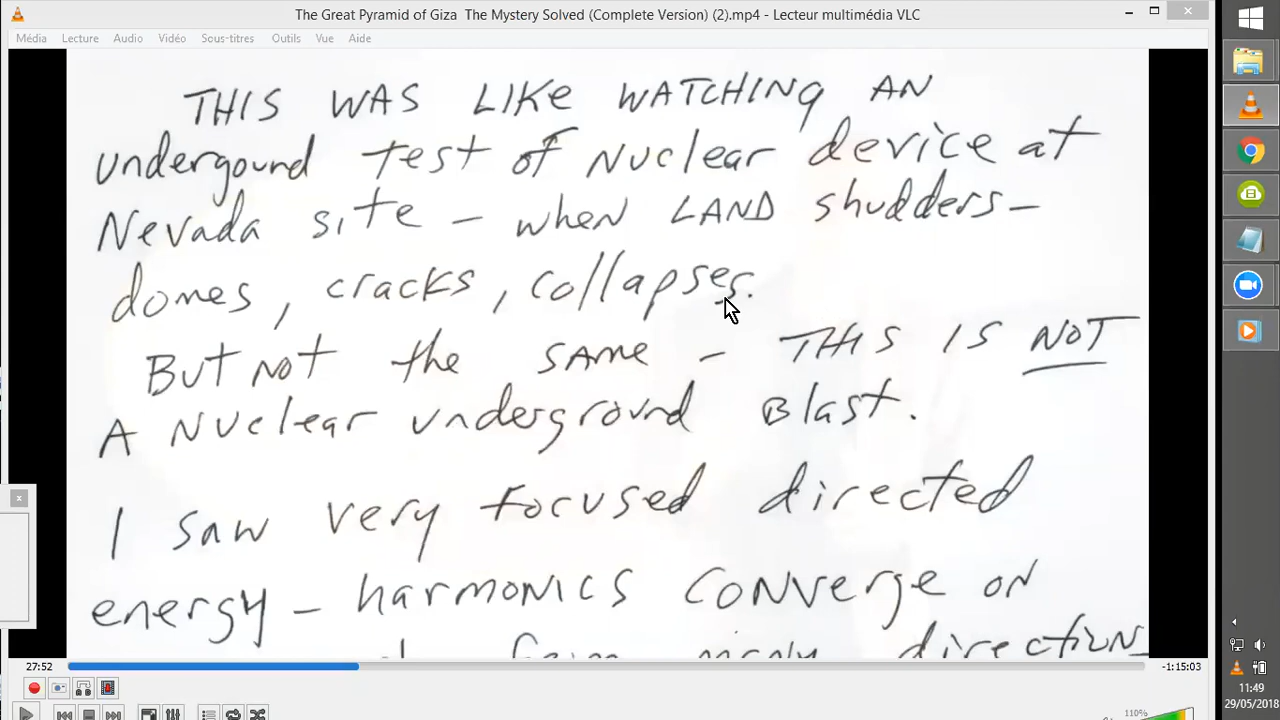 The Great Pyramid of Giza  The Mystery Solved (Complete Version) (2).mp4 - Lecteur multimédia VLC
Média Lecture Audio Vidéo Sous-titres Outils Vue Aide
THIS WAS LIKE WATCHING AN
undergound test of Nuclear device at
Nevada site – when LAND shudders –
domes, cracks, collapses.
But not the SAME – THIS IS NOT
A Nuclear underground Blast.
I saw very focused directed
energy – harmonics converge on
from many direction
27:52
-1:15:03
110%
11:49
29/05/2018